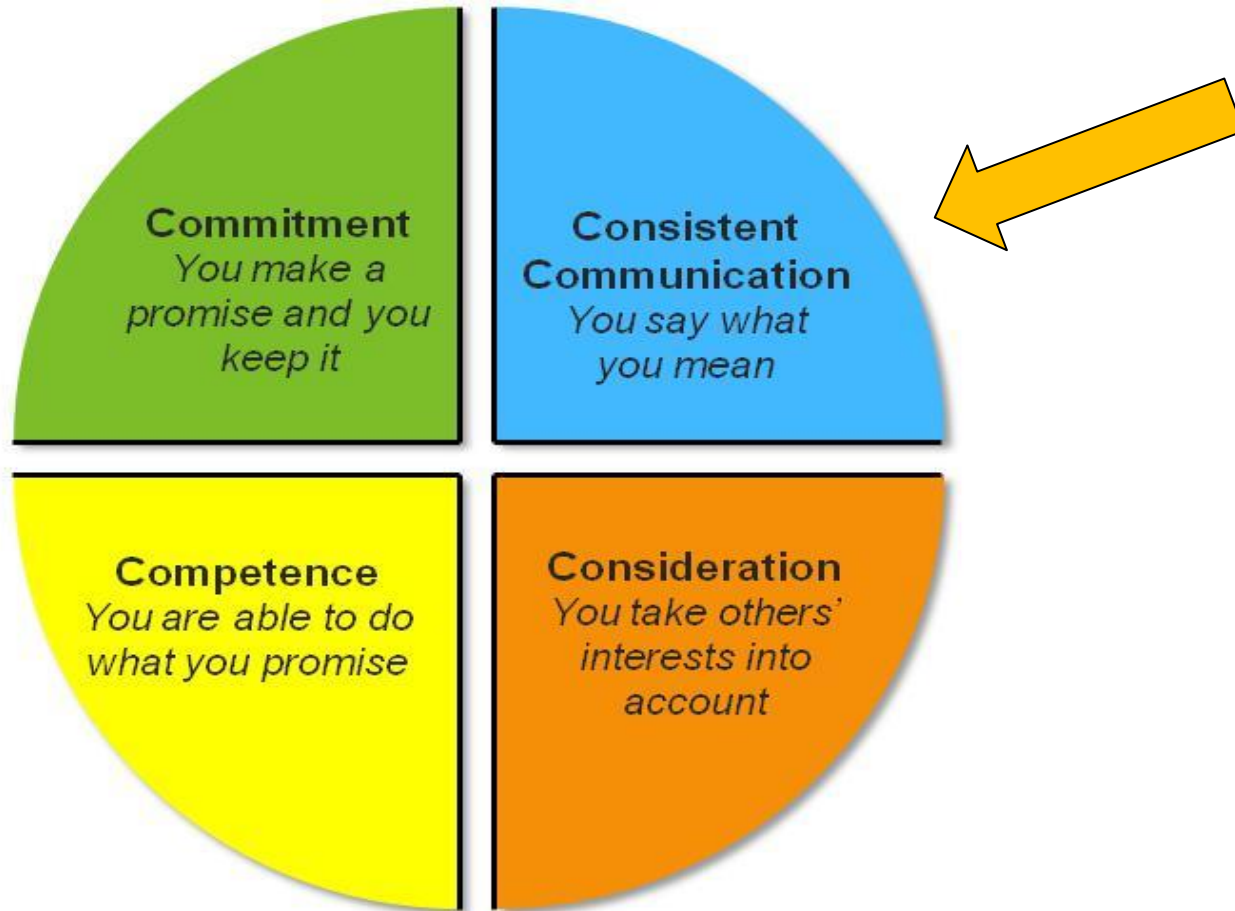 Commitment
You make a
promise and you
keep it
Consistent
Communication
You say what
you mean
Competence
You are able to do
what you promise
Consideration
You take others’
interests into
account